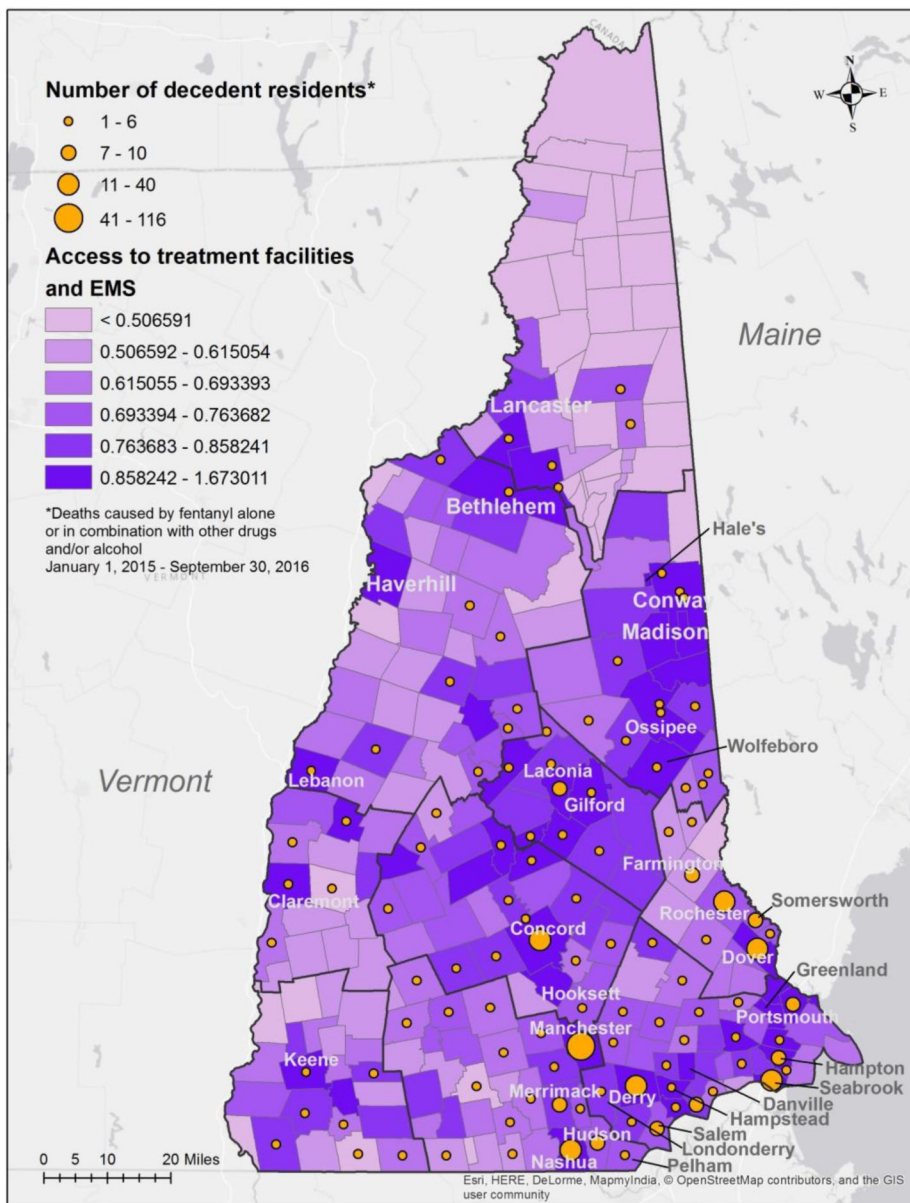 CANADA
Number of decedent residents*
1 - 6
7 - 10
11 - 40
41 - 116
Access to treatment facilities
and EMS
< 0.506591
0.506592 - 0.615054
0.615055 - 0.693393
0.693394 - 0.763682
0.763683 - 0.858241
0.858242 - 1.673011
*Deaths caused by fentanyl alone
or in combination with other drugs
and/or alcohol
January 1, 2015 - September 30, 2016
VERMONT
N
W
E
S
Maine
Vermont
Lancaster
Bethlehem
Hale's
Haverhill
Conway
Madison
Ossipee
Wolfeboro
Lebanon
Laconia
Gilford
Farmington
Claremont
Rochester
Somersworth
Concord
Dover
Greenland
Hooksett
Portsmouth
Manchester
Keene
Hampton
Merrimack
Derry
Seabrook
Danville
Hampstead
Hudson
Salem
Londonderry
Nashua
Pelham
0 5 10 20 Miles
Esri, HERE, DeLorme, MapmyIndia, © OpenStreetMap contributors, and the GIS
user community